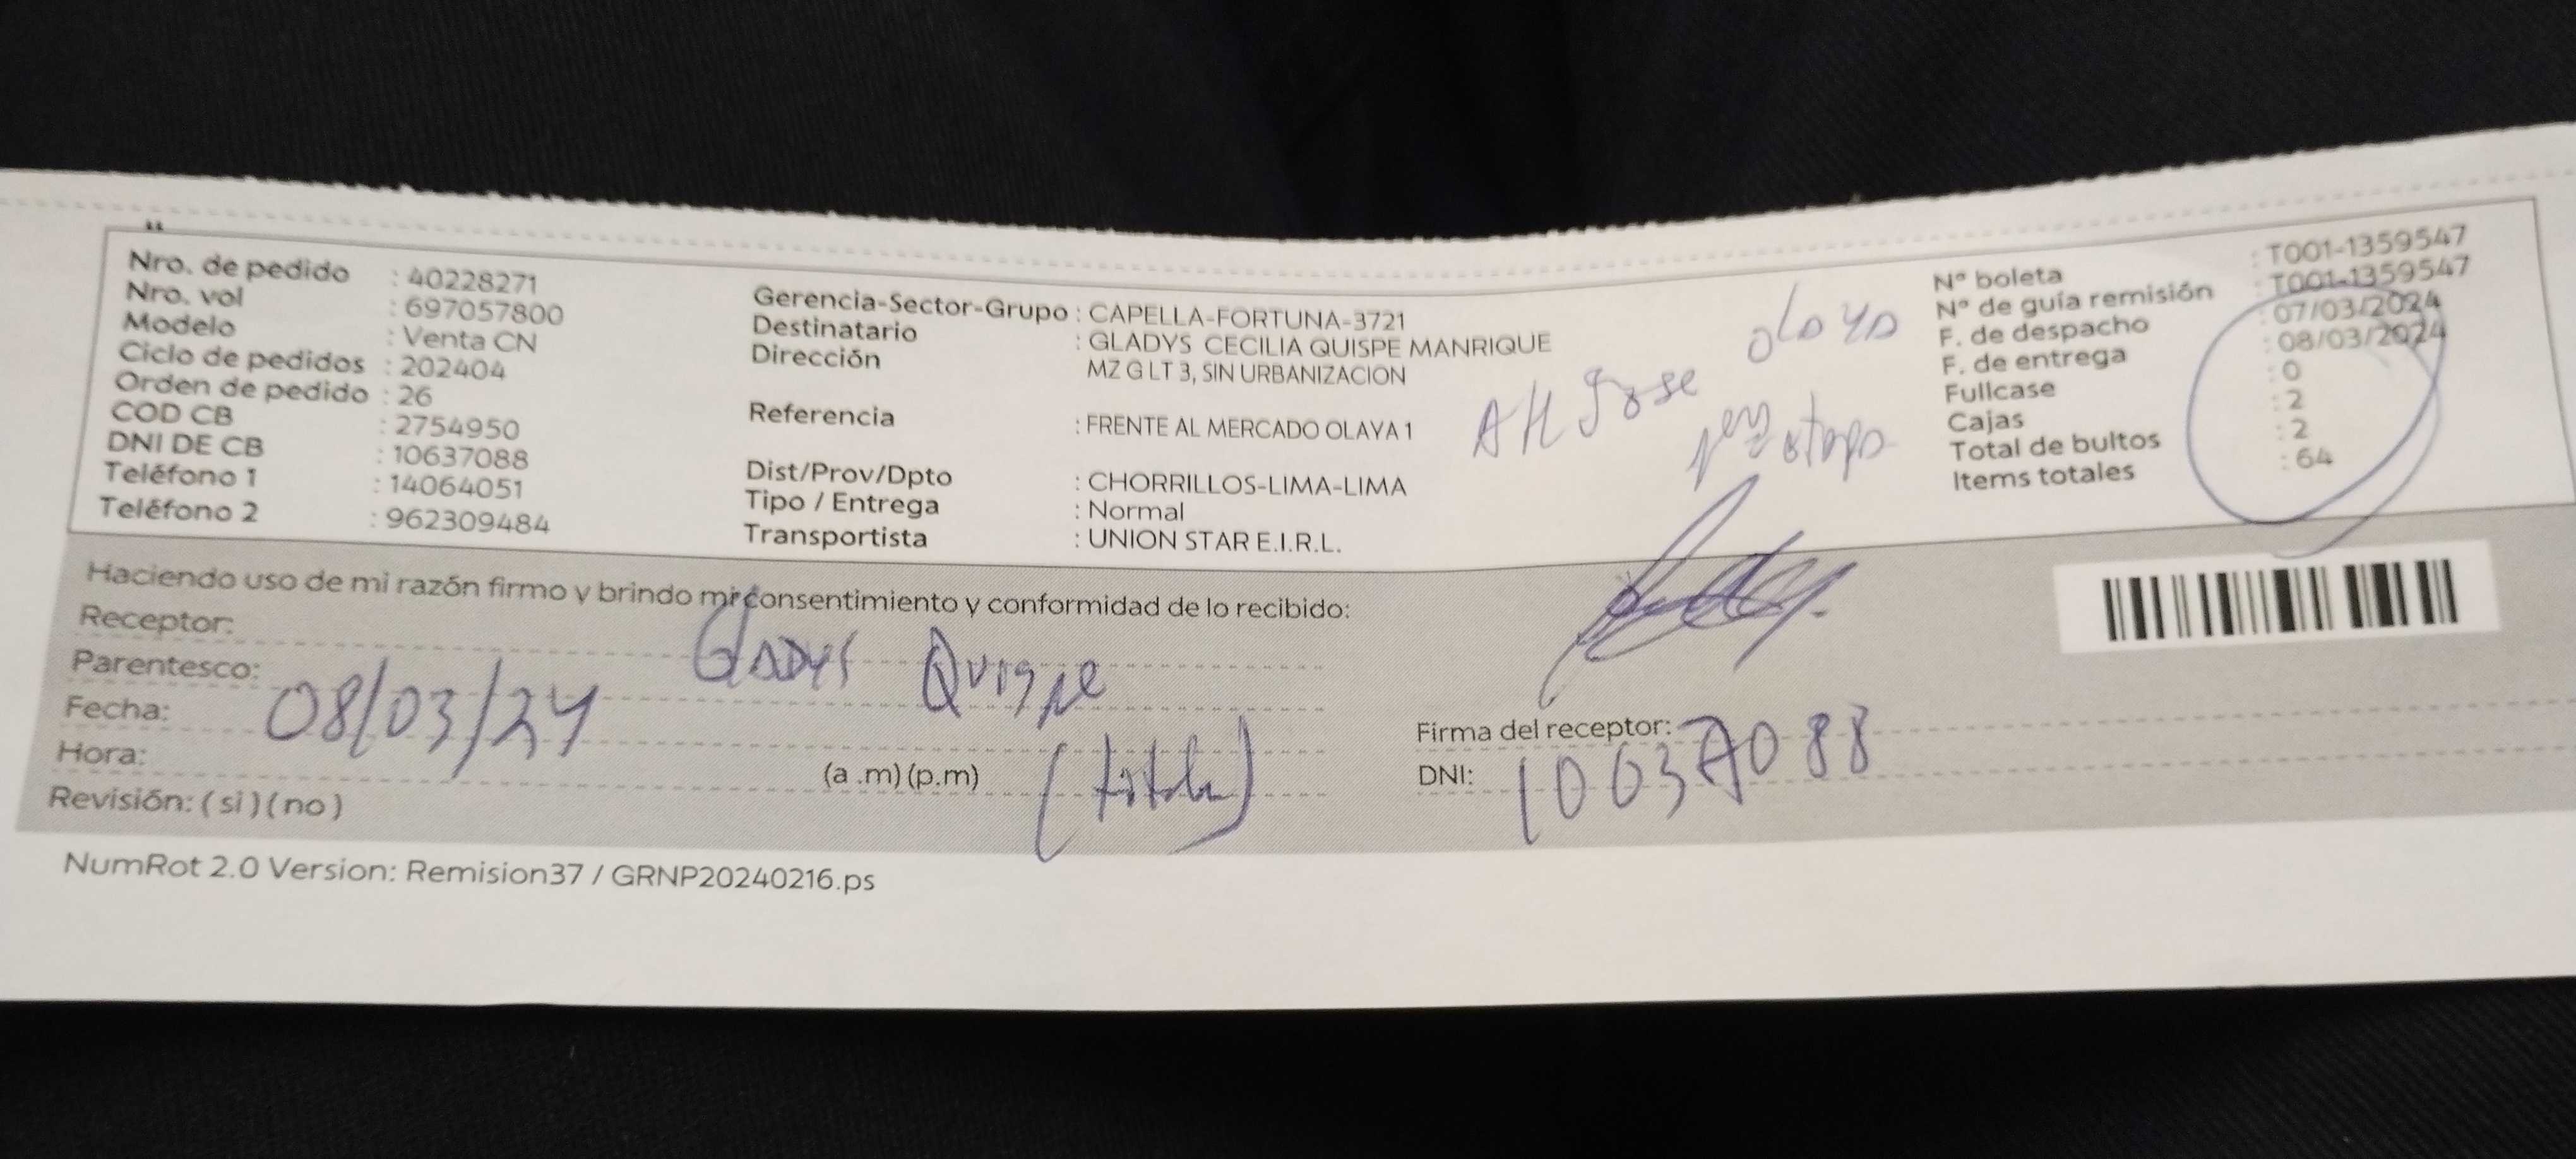 Nro. de pedido : 40228271
Nro. vol : 697057800
Modelo : Venta CN
Ciclo de pedidos : 202404
Orden de pedido : 26
COD CB : 2754950
DNI DE CB : 10637088
Teléfono 1 : 14064051
Teléfono 2 : 962309484
Gerencia-Sector-Grupo : CAPELLA-FORTUNA-3721
Destinatario : GLADYS CECILIA QUISPE MANRIQUE
Dirección MZ G LT 3, SIN URBANIZACION
Referencia : FRENTE AL MERCADO OLAYA 1
Dist/Prov/Dpto : CHORRILLOS-LIMA-LIMA
Tipo / Entrega : Normal
Transportista : UNION STAR E.I.R.L.
AH Jose olaya
etapa
Nº boleta : T001-1359547
Nº de guía remisión : T001-1359547
F. de despacho : 07/03/2024
F. de entrega : 08/03/2024
Fullcase : 0
Cajas : 2
Total de bultos : 2
Items totales : 64
Haciendo uso de mi razón firmo y brindo mi consentimiento y conformidad de lo recibido:
Receptor: Gladys Quispe
Parentesco:
Fecha: 08/03/24
Hora: (a .m) (p.m)
Revisión: ( si ) ( no )
Firma del receptor:
DNI: 10637088
NumRot 2.0 Version: Remision37 / GRNP20240216.ps